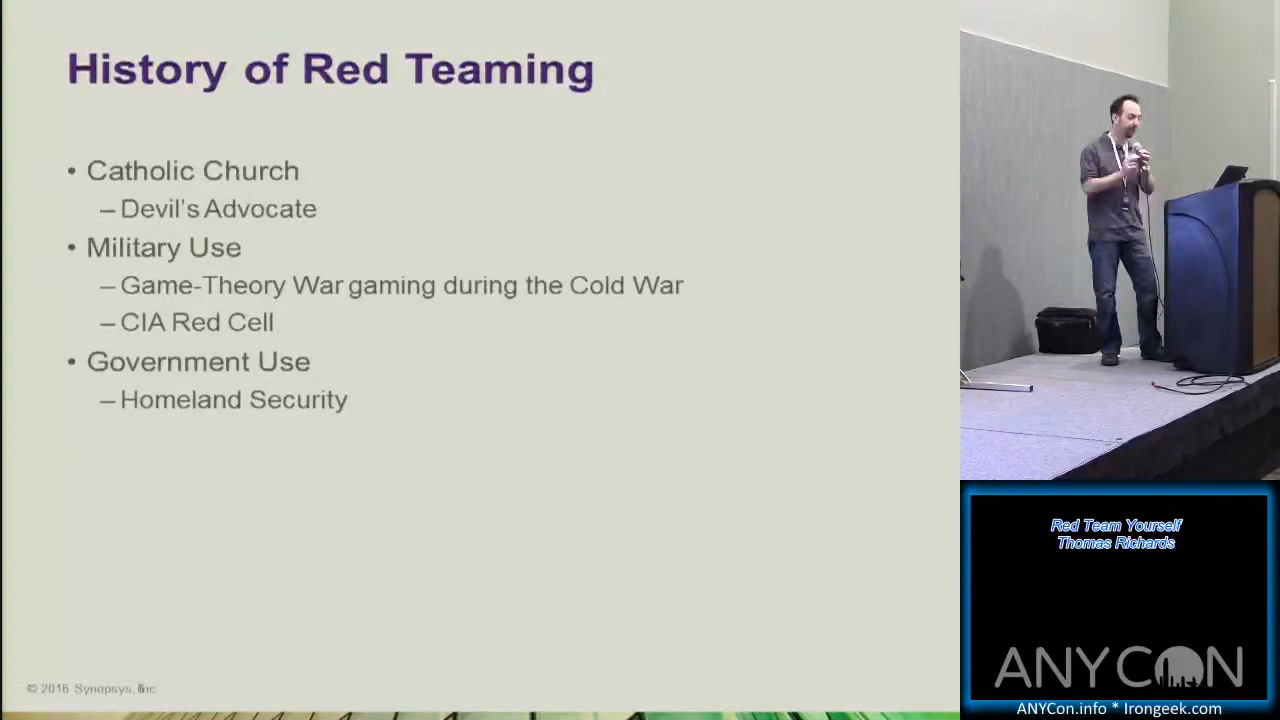 History of Red Teaming
• Catholic Church
– Devil's Advocate
• Military Use
– Game-Theory War gaming during the Cold War
– CIA Red Cell
• Government Use
– Homeland Security
© 2016 Synopsys, Inc
Red Team Yourself
Thomas Richards
ANYCON
ANYCon.info * Irongeek.com